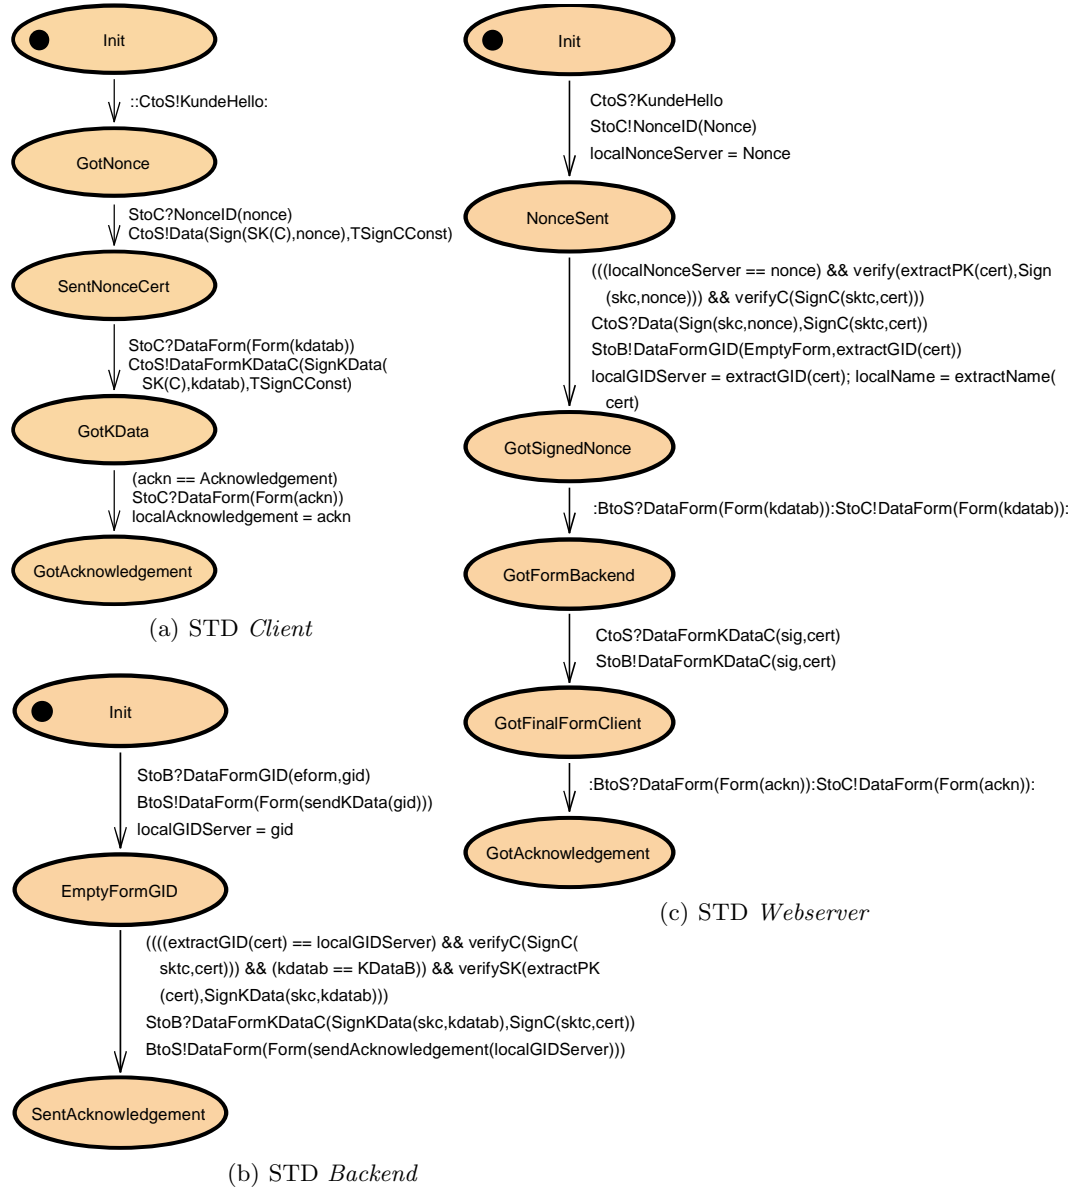 Init
::CtoS!KundeHello:
GotNonce
StoC?NonceID(nonce)
CtoS!Data(Sign(SK(C),nonce),TSignCConst)
SentNonceCert
StoC?DataForm(Form(kdatab))
CtoS!DataFormKDataC(SignKData(
SK(C),kdatab),TSignCConst)
GotKData
(ackn == Acknowledgement)
StoC?DataForm(Form(ackn))
localAcknowledgement = ackn
GotAcknowledgement
(a) STD Client
Init
StoB?DataFormGID(eform,gid)
BtoS!DataForm(Form(sendKData(gid)))
localGIDServer = gid
EmptyFormGID
((((extractGID(cert) == localGIDServer) && verifyC(SignC(
sktc,cert))) && (kdatab == KDataB)) && verifySK(extractPK
(cert),SignKData(skc,kdatab)))
StoB?DataFormKDataC(SignKData(skc,kdatab),SignC(sktc,cert))
BtoS!DataForm(Form(sendAcknowledgement(localGIDServer)))
SentAcknowledgement
(b) STD Backend
Init
CtoS?KundeHello
StoC!NonceID(Nonce)
localNonceServer = Nonce
NonceSent
(((localNonceServer == nonce) && verify(extractPK(cert),Sign
(skc,nonce))) && verifyC(SignC(sktc,cert)))
CtoS?Data(Sign(skc,nonce),SignC(sktc,cert))
StoB!DataFormGID(EmptyForm,extractGID(cert))
localGIDServer = extractGID(cert); localName = extractName(
cert)
GotSignedNonce
:BtoS?DataForm(Form(kdatab)):StoC!DataForm(Form(kdatab)):
GotFormBackend
CtoS?DataFormKDataC(sig,cert)
StoB!DataFormKDataC(sig,cert)
GotFinalFormClient
:BtoS?DataForm(Form(ackn)):StoC!DataForm(Form(ackn)):
GotAcknowledgement
(c) STD Webserver